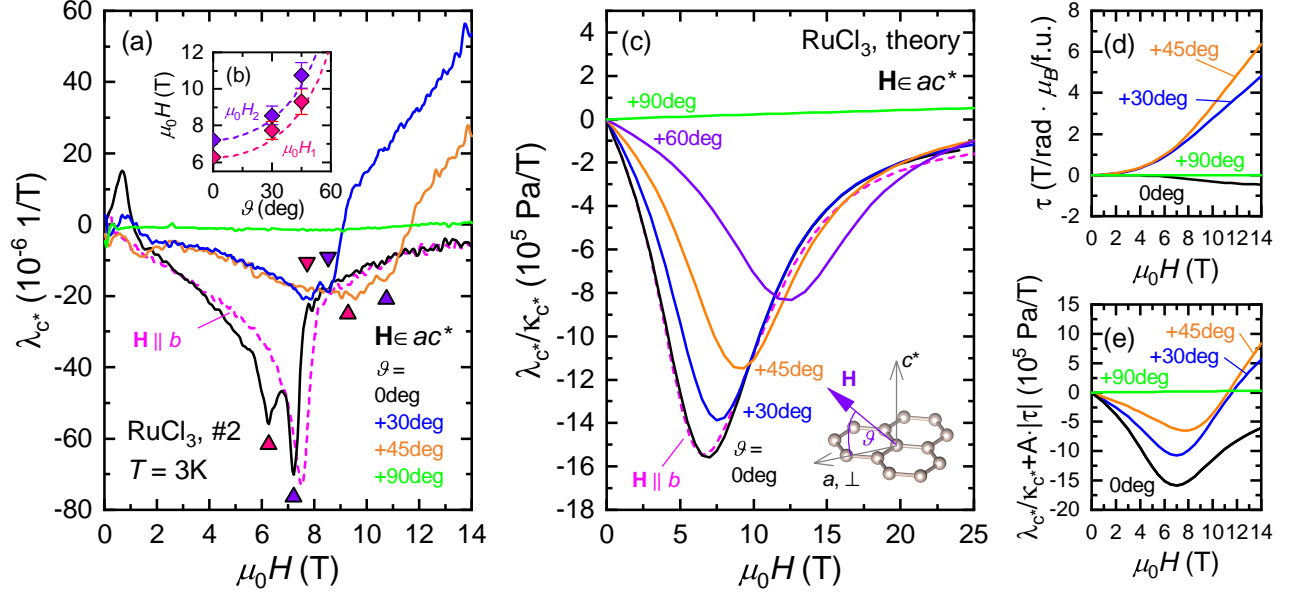 (a)
λc* (10⁻⁶ 1/T)
60
40
20
0
-20
-40
-60
-80
0 2 4 6 8 10 12 14
μ₀H (T)
H ∥ b
H∈ac*
ϑ =
0deg
+30deg
+45deg
+90deg
RuCl₃, #2
T = 3K
(b)
μ₀H (T)
12
10
8
6
μ₀H₂
μ₀H₁
0 30 60
ϑ (deg)
(c)
RuCl₃, theory
H∈ac*
λc*/κc* (10⁵ Pa/T)
4
2
0
-2
-4
-6
-8
-10
-12
-14
-16
-18
0 5 10 15 20 25
μ₀H (T)
+90deg
+60deg
+45deg
+30deg
ϑ =
0deg
H ∥ b
c*
H
ϑ
a, ⊥
(d)
τ (T/rad · μB/f.u.)
8
6
4
2
0
-2
+45deg
+30deg
+90deg
0deg
0 2 4 6 8 10 12 14
μ₀H (T)
(e)
λc*/κc*+A·|τ| (10⁵ Pa/T)
15
10
5
0
-5
-10
-15
-20
+45deg
+30deg
+90deg
0deg
0 2 4 6 8 10 12 14
μ₀H (T)